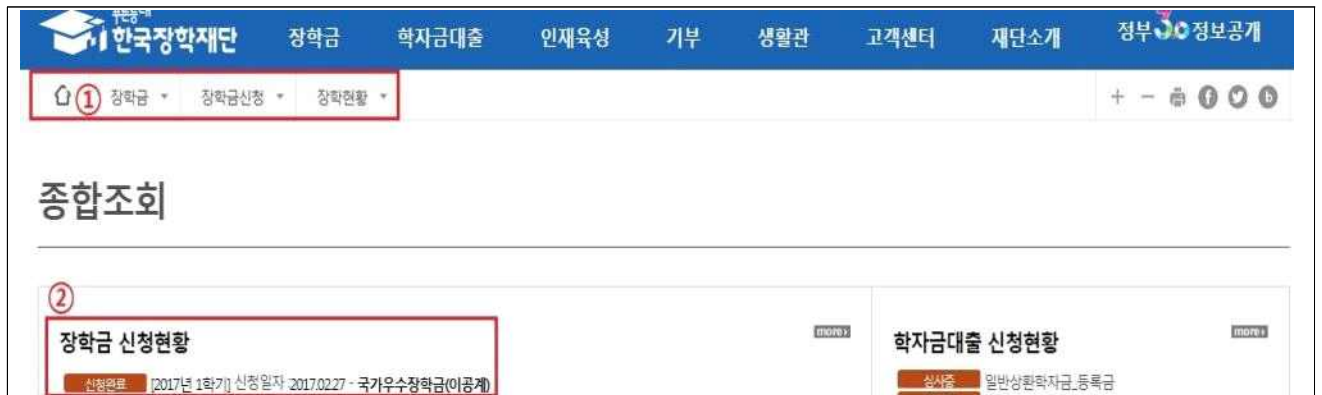 푸른등대
한국장학재단 장학금 학자금대출 인재육성 기부 생활관 고객센터 재단소개 정부3.0 정보공개
① 장학금 장학금신청 장학현황 + -
종합조회
②
장학금 신청현황 more 학자금대출 신청현황 more
신청완료 [2017년 1학기] 신청일자 :2017.02.27 - 국가우수장학금(이공계) 심사중 일반상환학자금_등록금